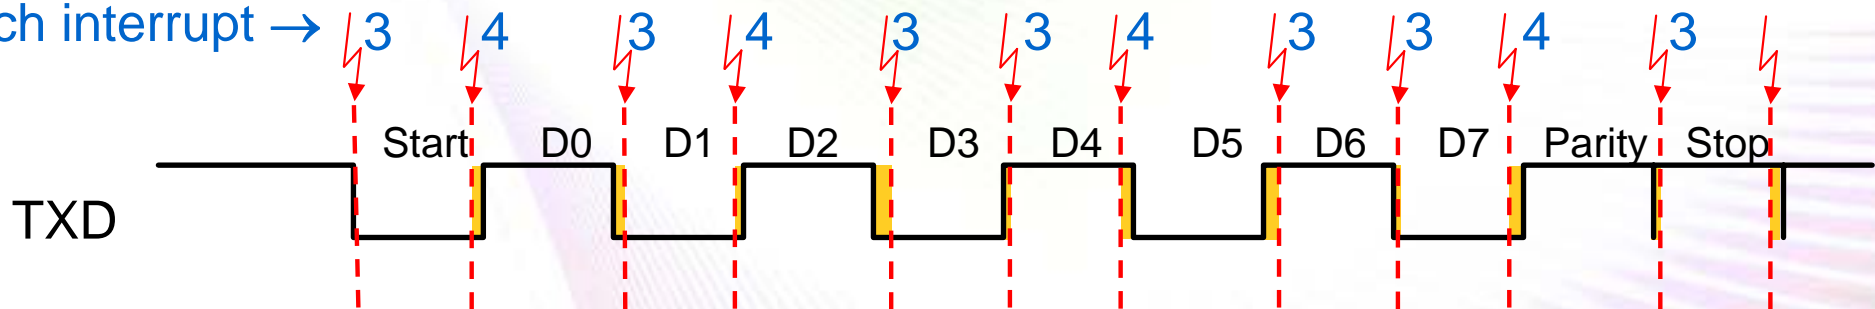 ch interrupt → 3 4 3 4 3 3 4 3 3 4 3
Start D0 D1 D2 D3 D4 D5 D6 D7 Parity Stop
TXD